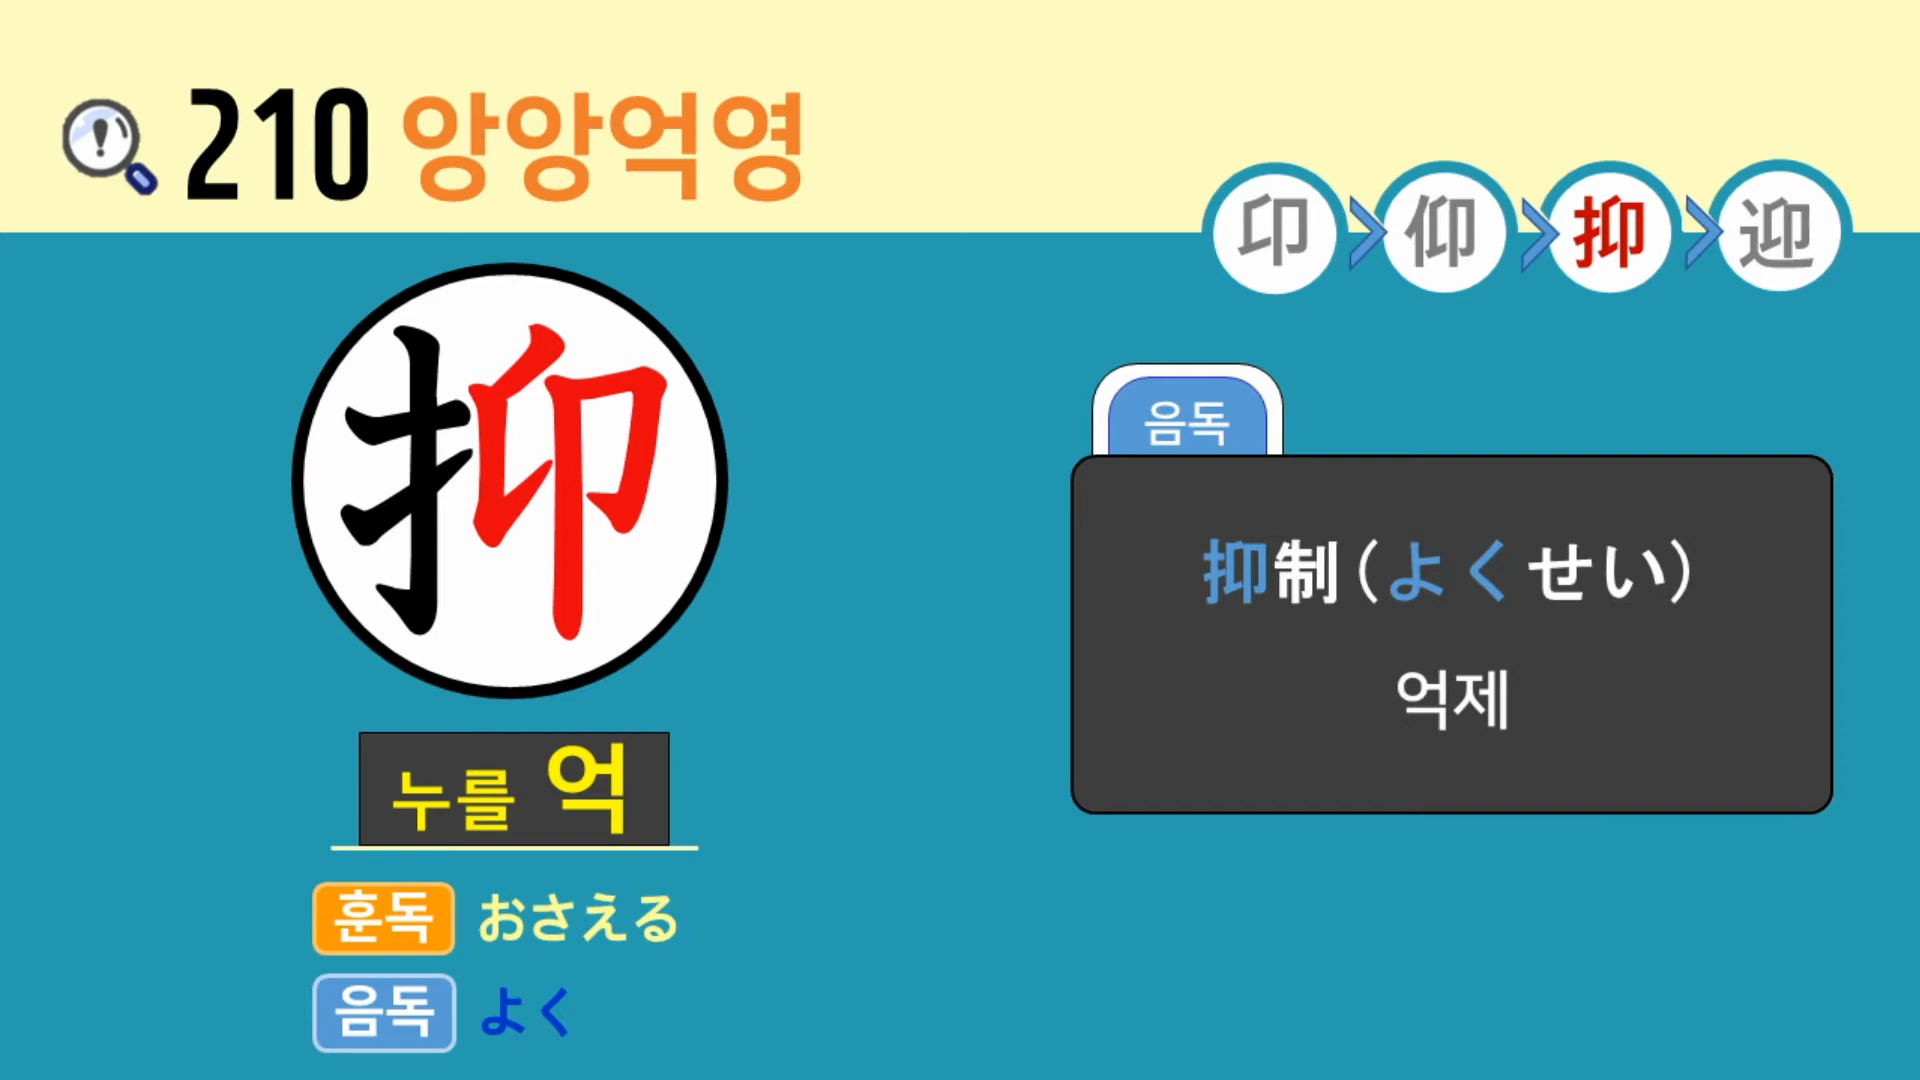 210 앙앙억영
卬 仰 抑 迎
抑
누를 억
훈독 おさえる
음독 よく
음독
抑制(よくせい)
억제